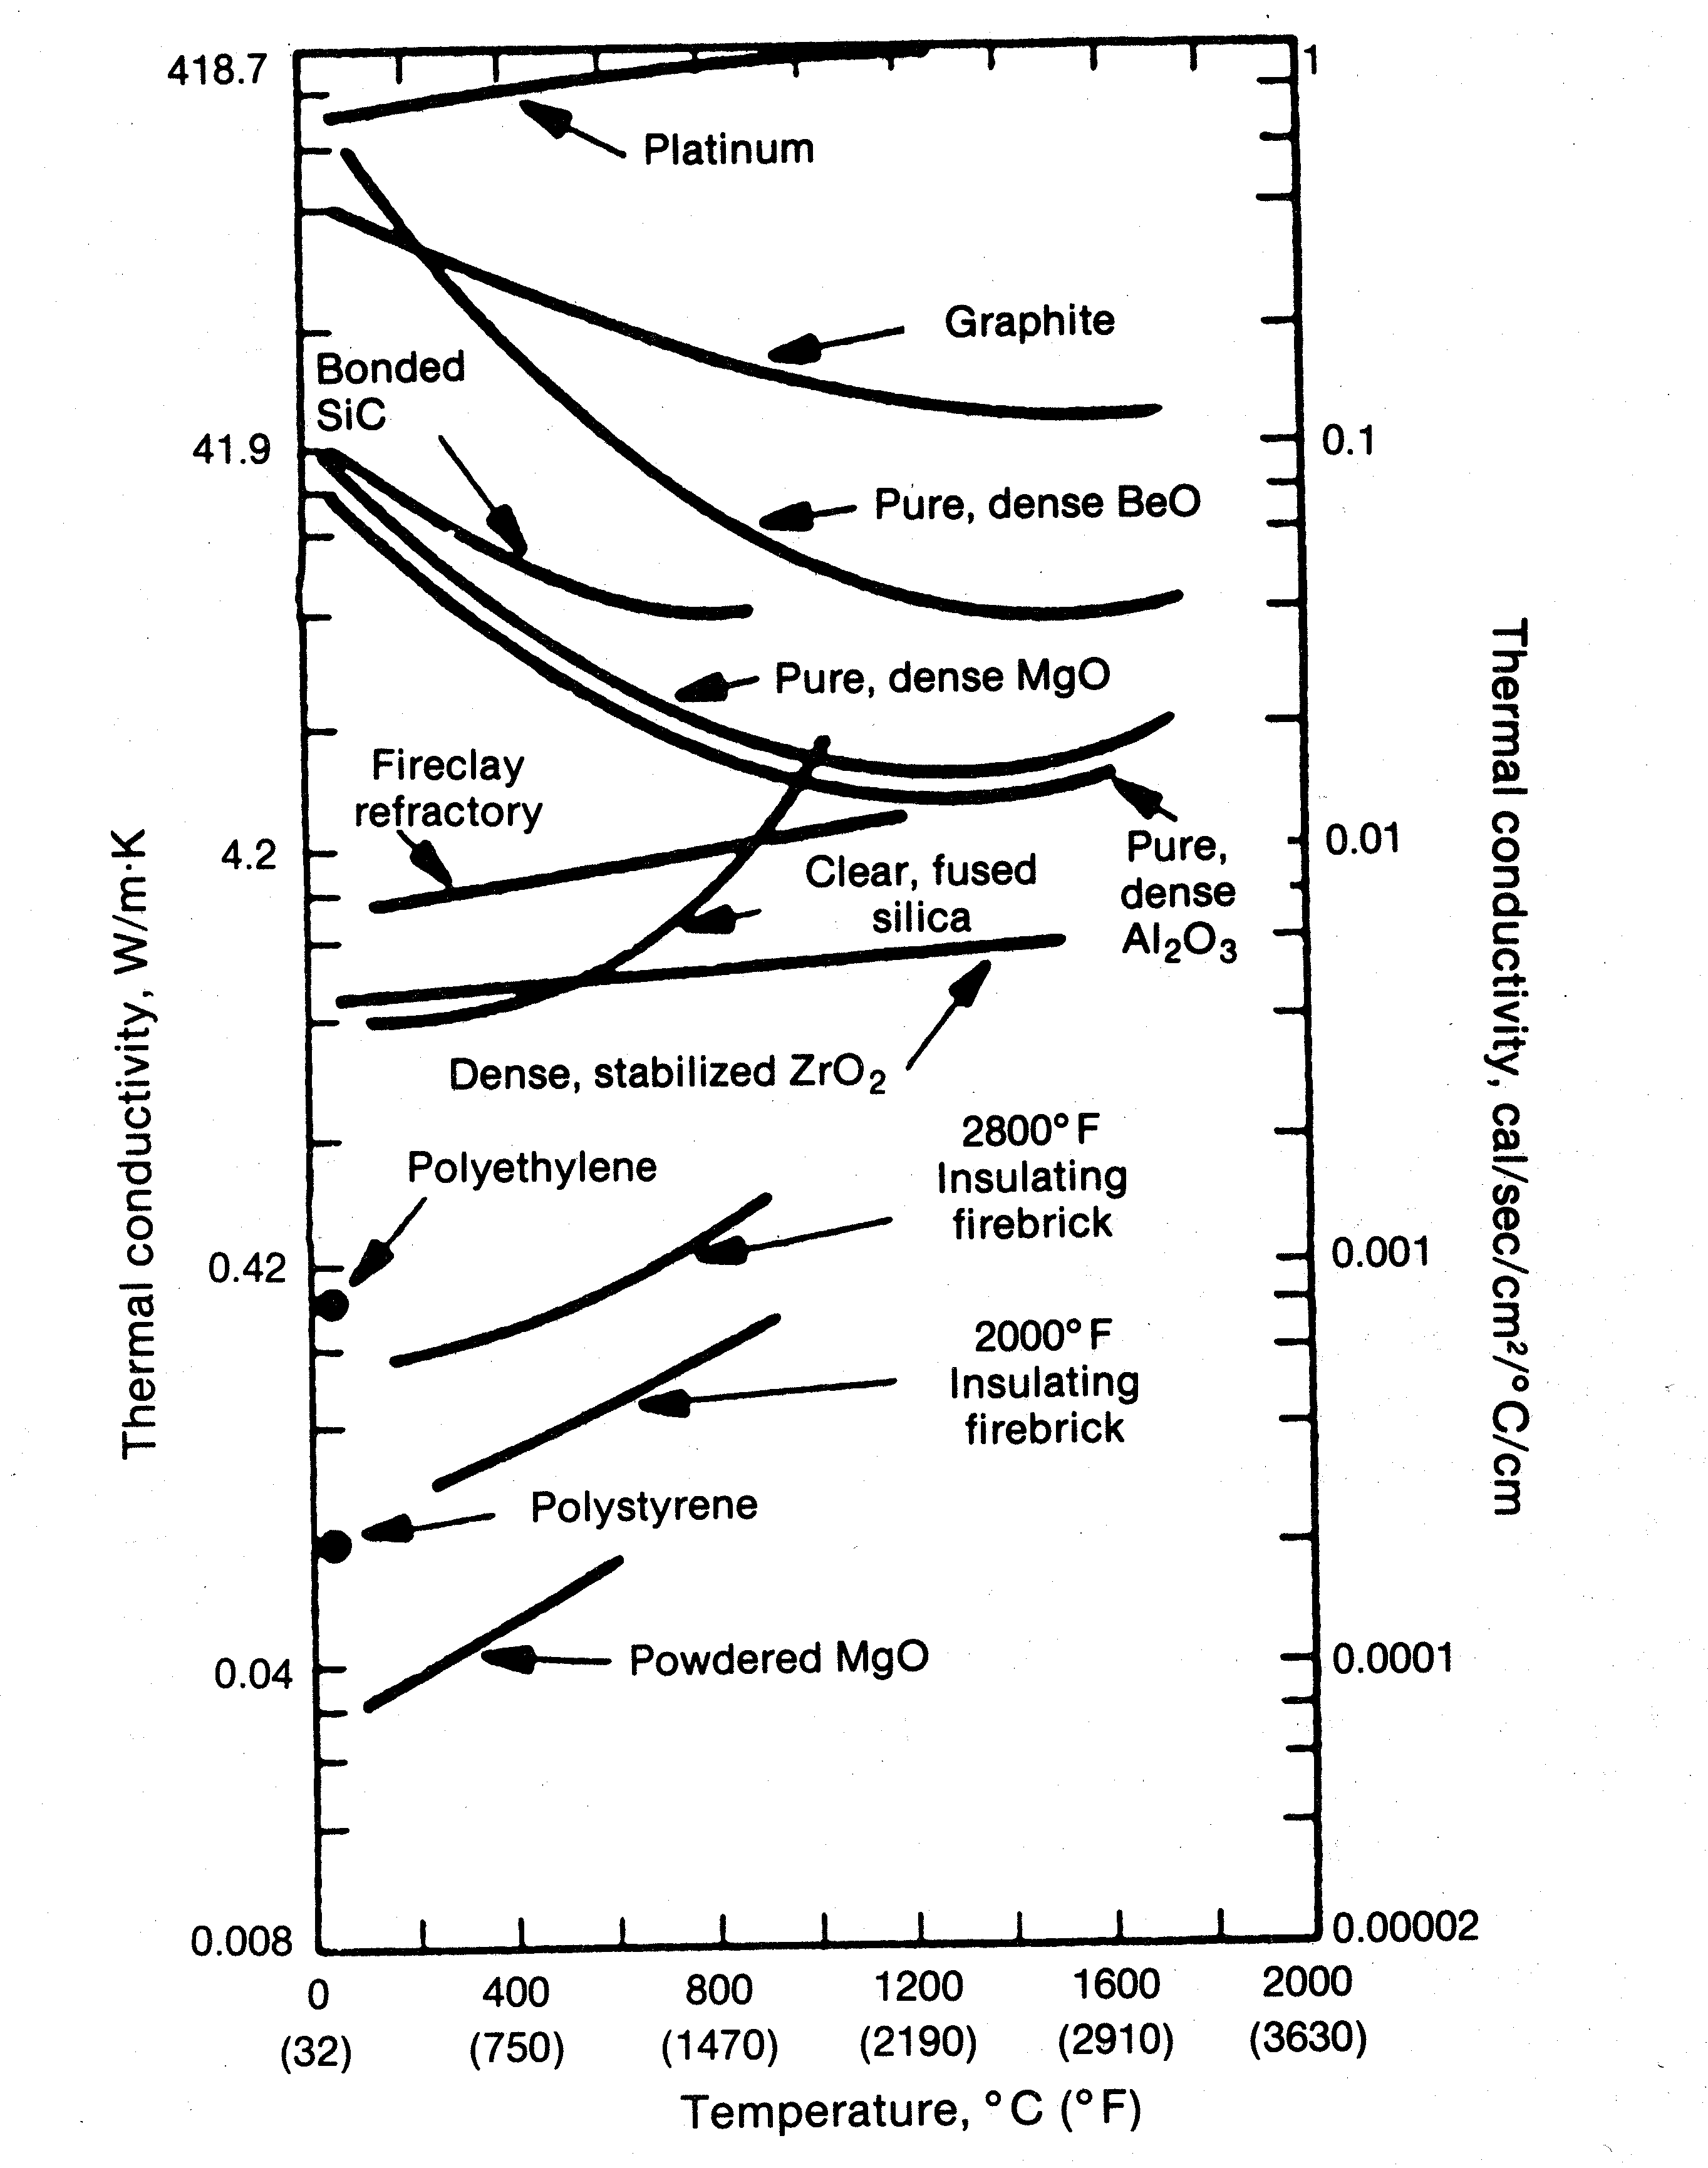 418.7
1
Platinum
Graphite
Bonded
SiC
41.9
0.1
Pure, dense BeO
Pure, dense MgO
Fireclay
refractory
4.2
0.01
Clear, fused
silica
Pure,
dense
Al₂O₃
Dense, stabilized ZrO₂
2800°F
Insulating
firebrick
Polyethylene
0.42
0.001
2000°F
Insulating
firebrick
Polystyrene
Powdered MgO
0.04
0.0001
0.008
0.00002
Thermal conductivity, W/m·K
Thermal conductivity, cal/sec/cm²/°C/cm
0 400 800 1200 1600 2000
(32) (750) (1470) (2190) (2910) (3630)
Temperature, °C (°F)